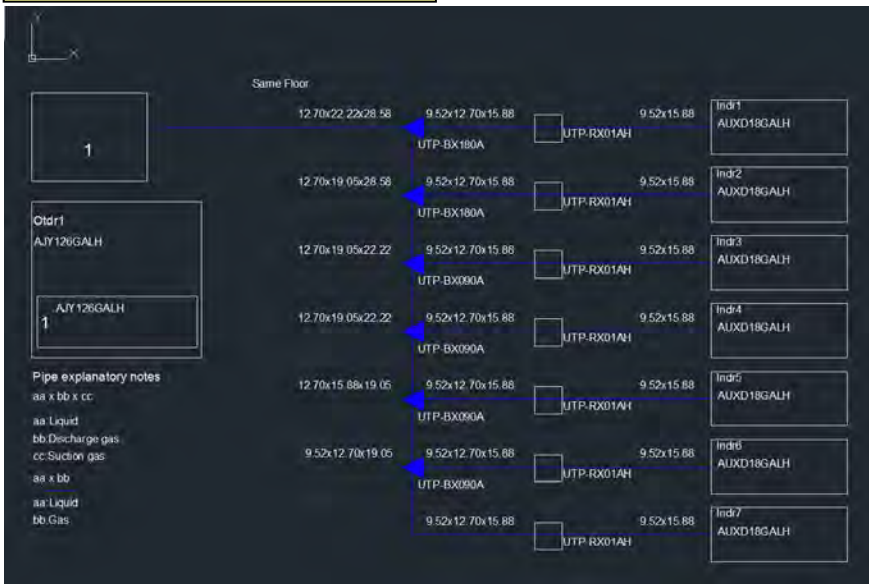 Y
X
Same Floor
12.70x22.22x28.58 9.52x12.70x15.88 9.52x15.88 Indr1
AUXD18GALH
UTP-RX01AH
UTP-BX180A
1
12.70x19.05x28.58 9.52x12.70x15.88 9.52x15.88 Indr2
AUXD18GALH
UTP-RX01AH
UTP-BX180A
Otdr1
AJY126GALH
12.70x19.05x22.22 9.52x12.70x15.88 9.52x15.88 Indr3
AUXD18GALH
UTP-RX01AH
UTP-BX090A
AJY126GALH
1
12.70x19.05x22.22 9.52x12.70x15.88 9.52x15.88 Indr4
AUXD18GALH
UTP-RX01AH
UTP-BX090A
Pipe explanatory notes
aa x bb x cc
aa:Liquid
bb:Discharge gas
cc:Suction gas
aa x bb
aa:Liquid
bb:Gas
12.70x15.88x19.05 9.52x12.70x15.88 9.52x15.88 Indr5
AUXD18GALH
UTP-RX01AH
UTP-BX090A
9.52x12.70x19.05 9.52x12.70x15.88 9.52x15.88 Indr6
AUXD18GALH
UTP-RX01AH
UTP-BX090A
9.52x12.70x15.88 9.52x15.88 Indr7
AUXD18GALH
UTP-RX01AH